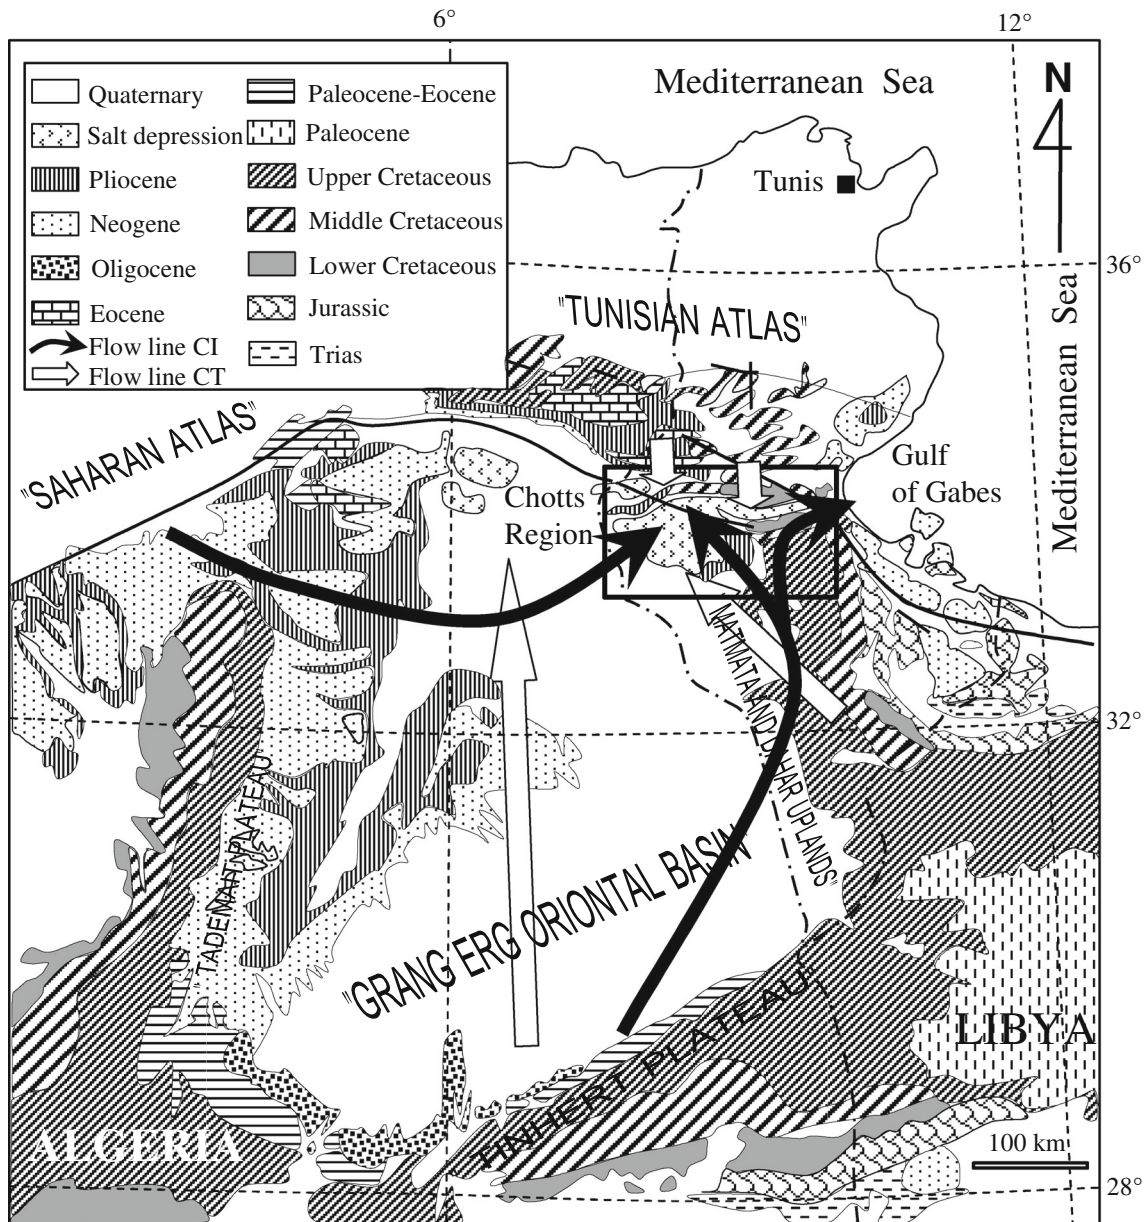 6°
12°
Quaternary
Salt depression
Pliocene
Neogene
Oligocene
Eocene
Flow line CI
Flow line CT
Paleocene-Eocene
Paleocene
Upper Cretaceous
Middle Cretaceous
Lower Cretaceous
Jurassic
Trias
Mediterranean Sea
N
Tunis
36°
Mediterranean Sea
"TUNISIAN ATLAS"
"SAHARAN ATLAS"
Gulf
of Gabes
Chotts
Region
MATMATA AND DAHAR UPLANDS"
32°
"TADEMAIT PLATEAU
"GRANG ERG ORIONTAL BASIN"
"TINHERT PLATEAU"
LIBYA
ALGERIA
100 km
28°